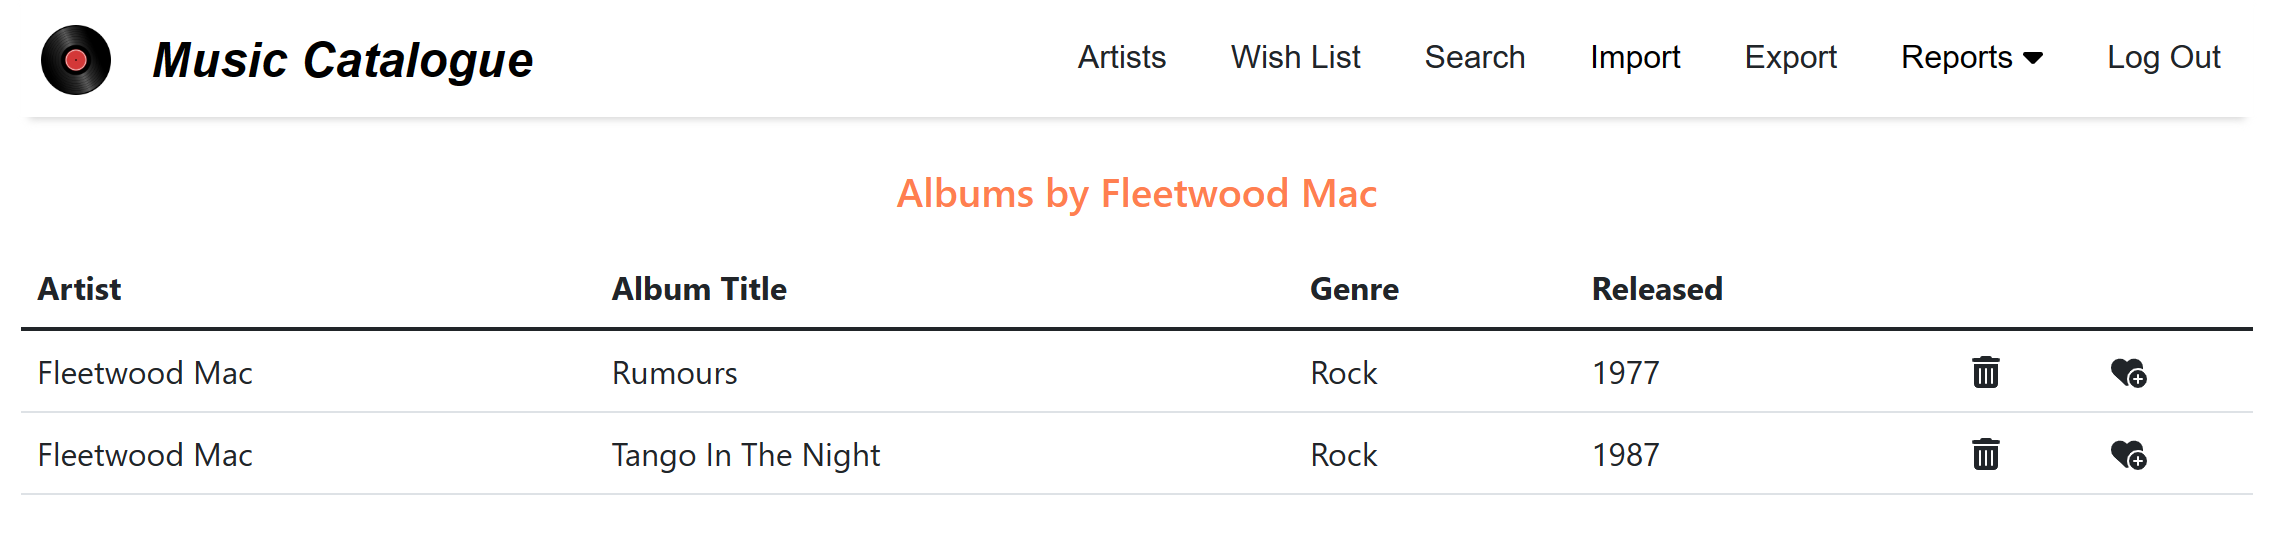 Music Catalogue Artists Wish List Search Import Export Reports Log Out
Albums by Fleetwood Mac
Artist Album Title Genre Released
Fleetwood Mac Rumours Rock 1977
Fleetwood Mac Tango In The Night Rock 1987